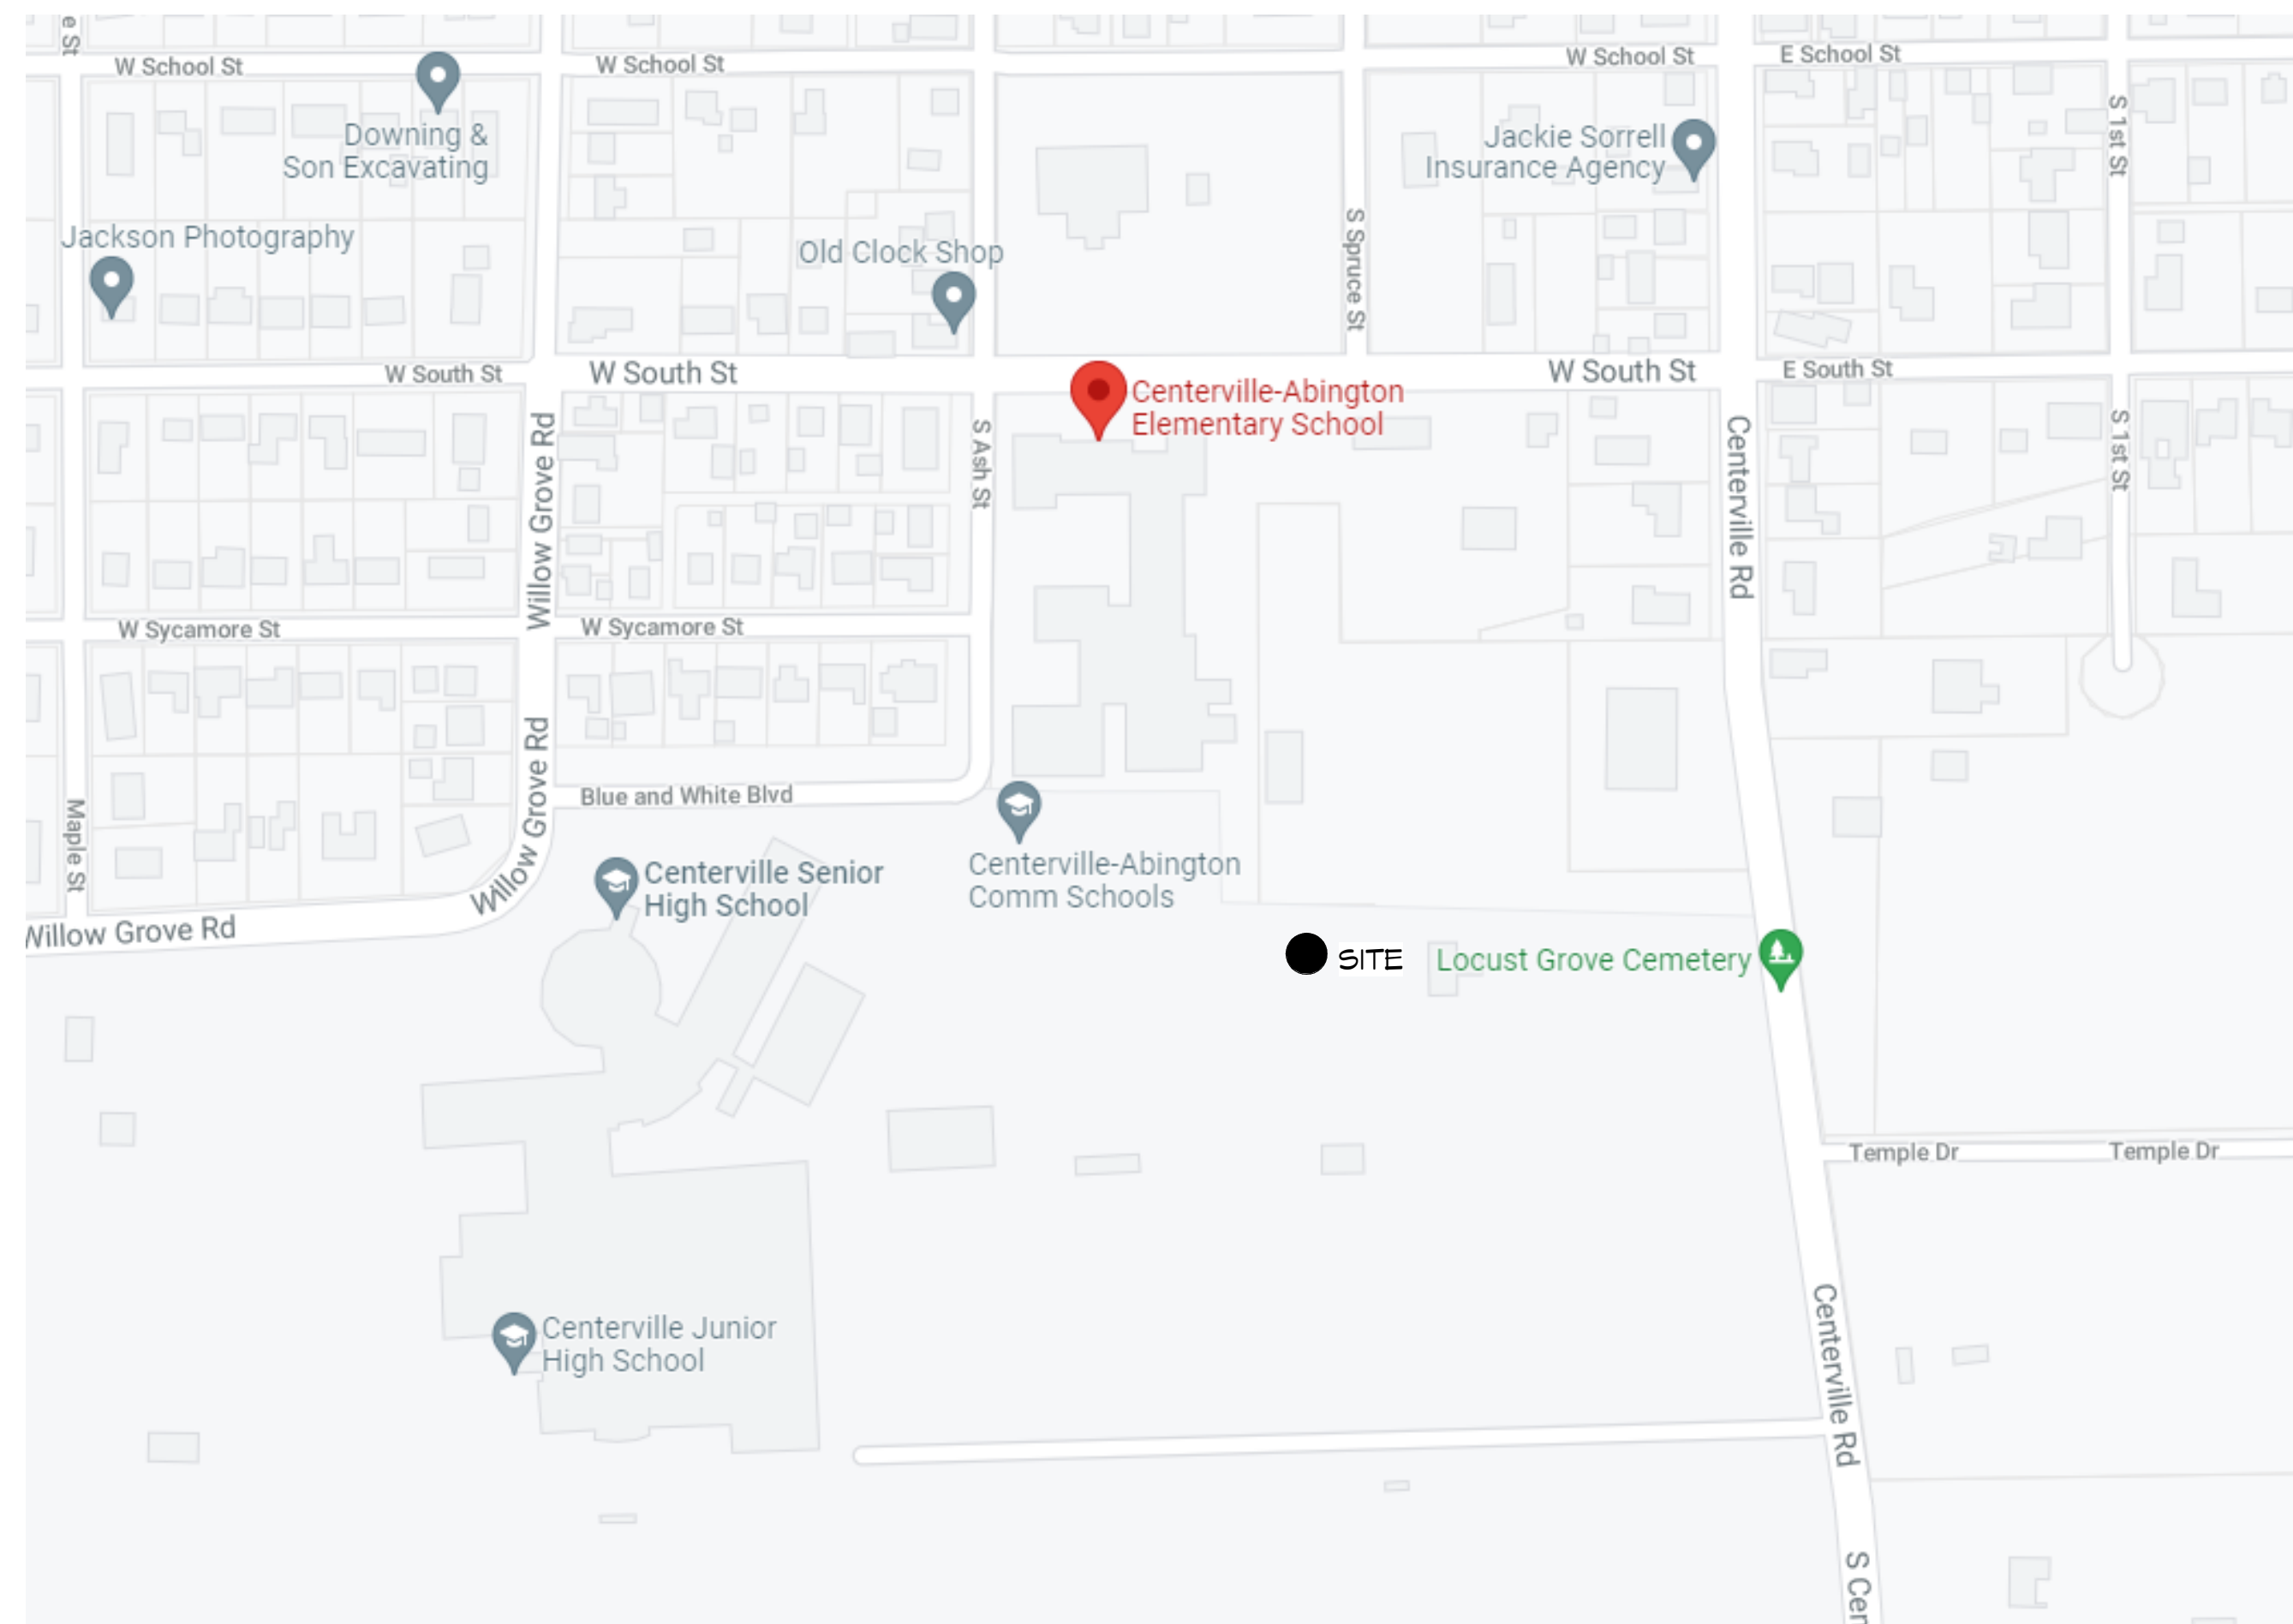 e St
W School St
W School St
W School St
E School St
Downing &
Son Excavating
Jackie Sorrell
Insurance Agency
S 1st St
Jackson Photography
Old Clock Shop
S Spruce St
W South St
W South St
W South St
E South St
Centerville-Abington
Elementary School
Willow Grove Rd
S Ash St
Centerville Rd
S 1st St
W Sycamore St
W Sycamore St
Willow Grove Rd
Blue and White Blvd
Maple St
Centerville Senior
High School
Centerville-Abington
Comm Schools
Willow Grove Rd
SITE
Locust Grove Cemetery
Temple Dr
Temple Dr
Centerville Rd
Centerville Junior
High School
S Cen